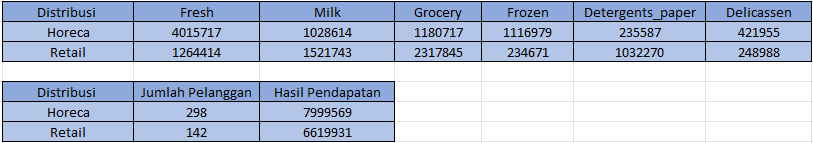 Distribusi Fresh Milk Grocery Frozen Detergents_paper Delicassen
Horeca 4015717 1028614 1180717 1116979 235587 421955
Retail 1264414 1521743 2317845 234671 1032270 248988
Distribusi Jumlah Pelanggan Hasil Pendapatan
Horeca 298 7999569
Retail 142 6619931